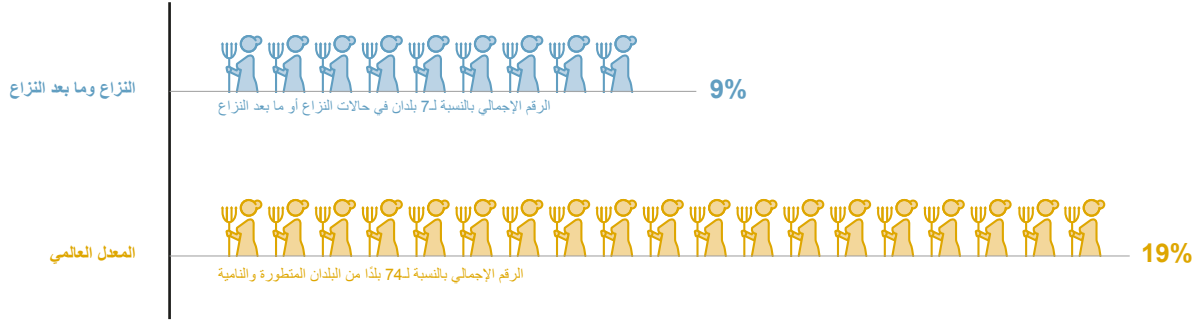 النزاع وما بعد النزاع
9%
الرقم الإجمالي بالنسبة لـ7 بلدان في حالات النزاع أو ما بعد النزاع
المعدل العالمي
19%
الرقم الإجمالي بالنسبة لـ74 بلدًا من البلدان المتطورة والنامية